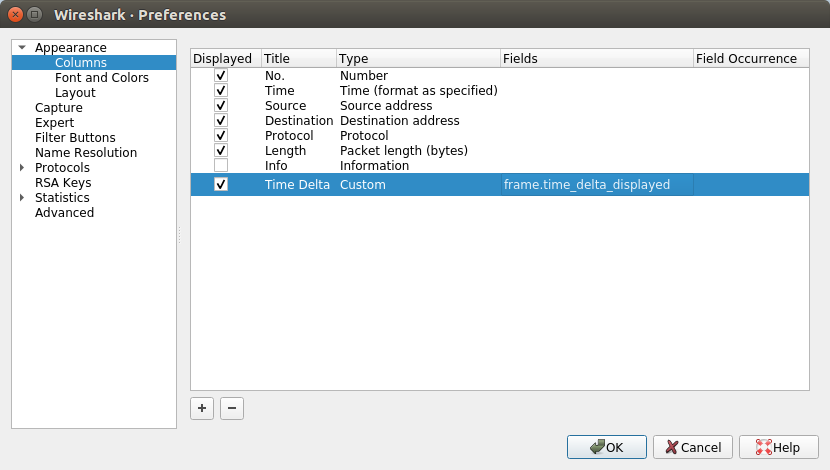 Wireshark · Preferences
Appearance
Columns
Font and Colors
Layout
Capture
Expert
Filter Buttons
Name Resolution
Protocols
RSA Keys
Statistics
Advanced
Displayed Title Type Fields Field Occurrence
No. Number
Time Time (format as specified)
Source Source address
Destination Destination address
Protocol Protocol
Length Packet length (bytes)
Info Information
Time Delta Custom frame.time_delta_displayed
OK Cancel Help